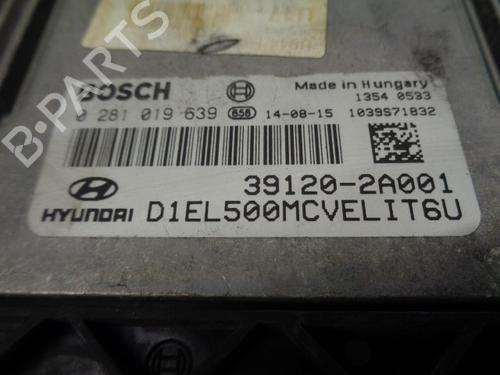 BOSCH
Made in Hungary
1354 0533
0 281 019 639 656 14-08-15 1039S71832
39120-2A001
HYUNDAI D1EL500MCVELIT6U
B-PARTS